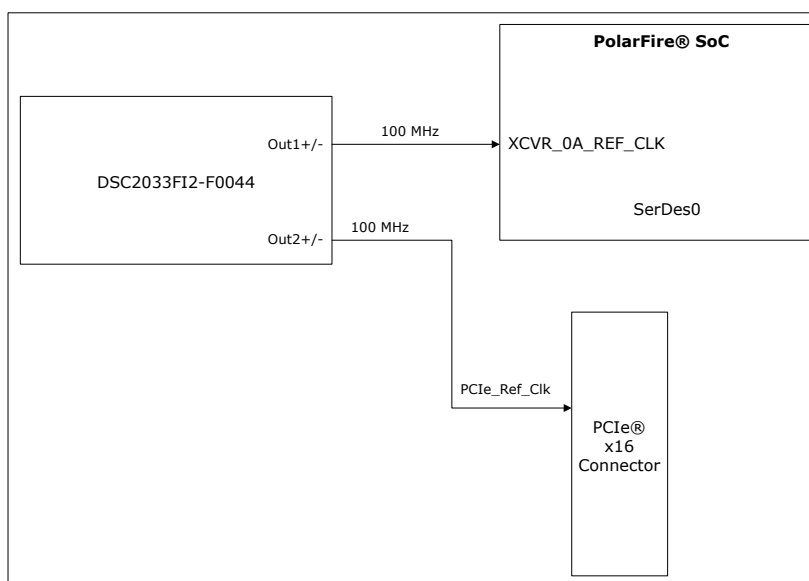 PolarFire® SoC
100 MHz
Out1+/-
XCVR_0A_REF_CLK
DSC2033FI2-F0044
SerDes0
100 MHz
Out2+/-
PCIe_Ref_Clk
PCIe®
x16
Connector